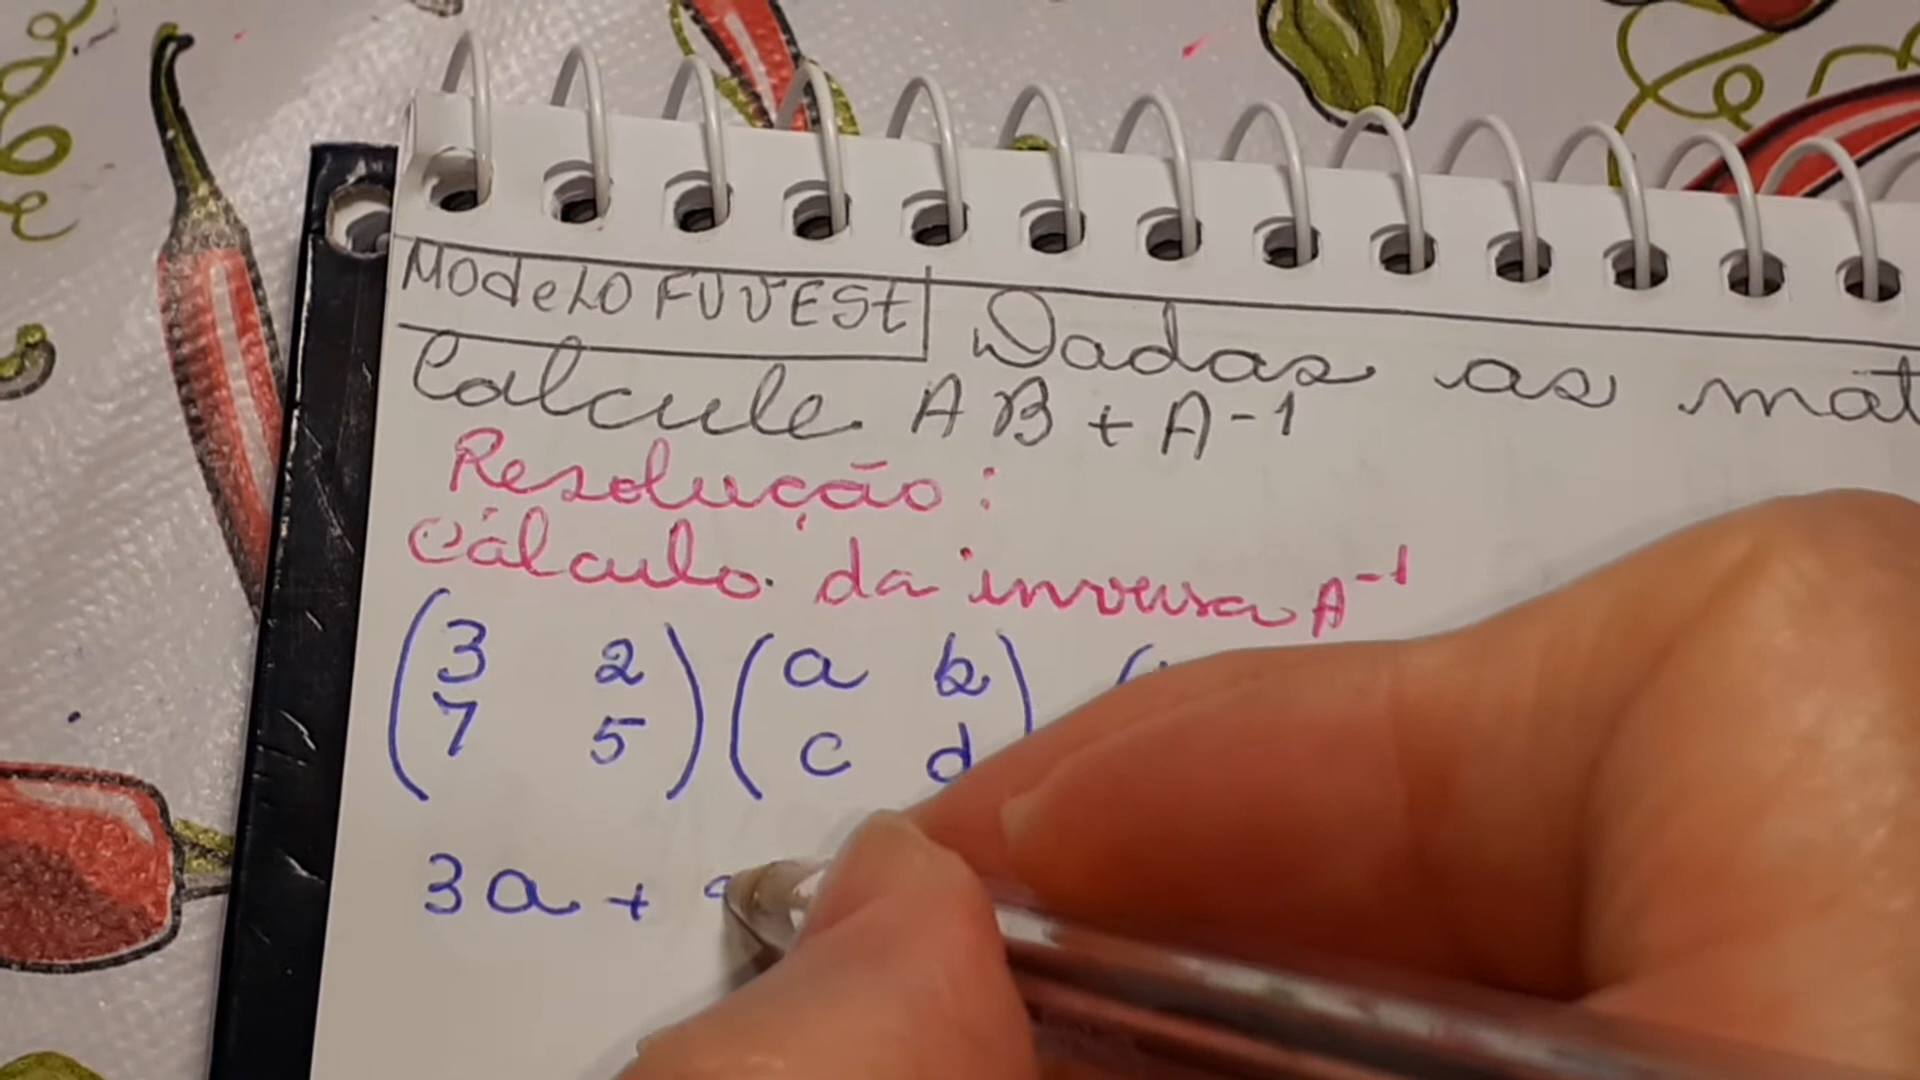 Modelo FUVESt Dadas as mat
Calcule AB + A-1
Resolução:
Cálculo da inversa A-1
(3 2) (a b) (
(7 5) (c d
3a +